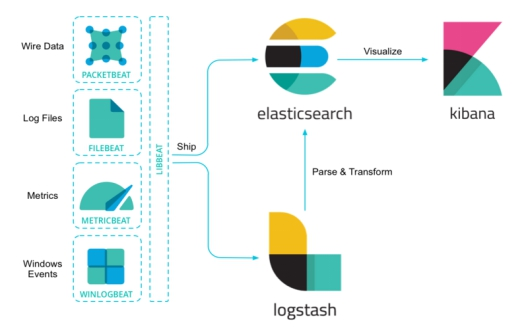 Wire Data
PACKETBEAT
Log Files
FILEBEAT
Metrics
METRICBEAT
Windows
Events
WINLOGBEAT
LIBBEAT
Ship
elasticsearch
Visualize
kibana
Parse & Transform
logstash